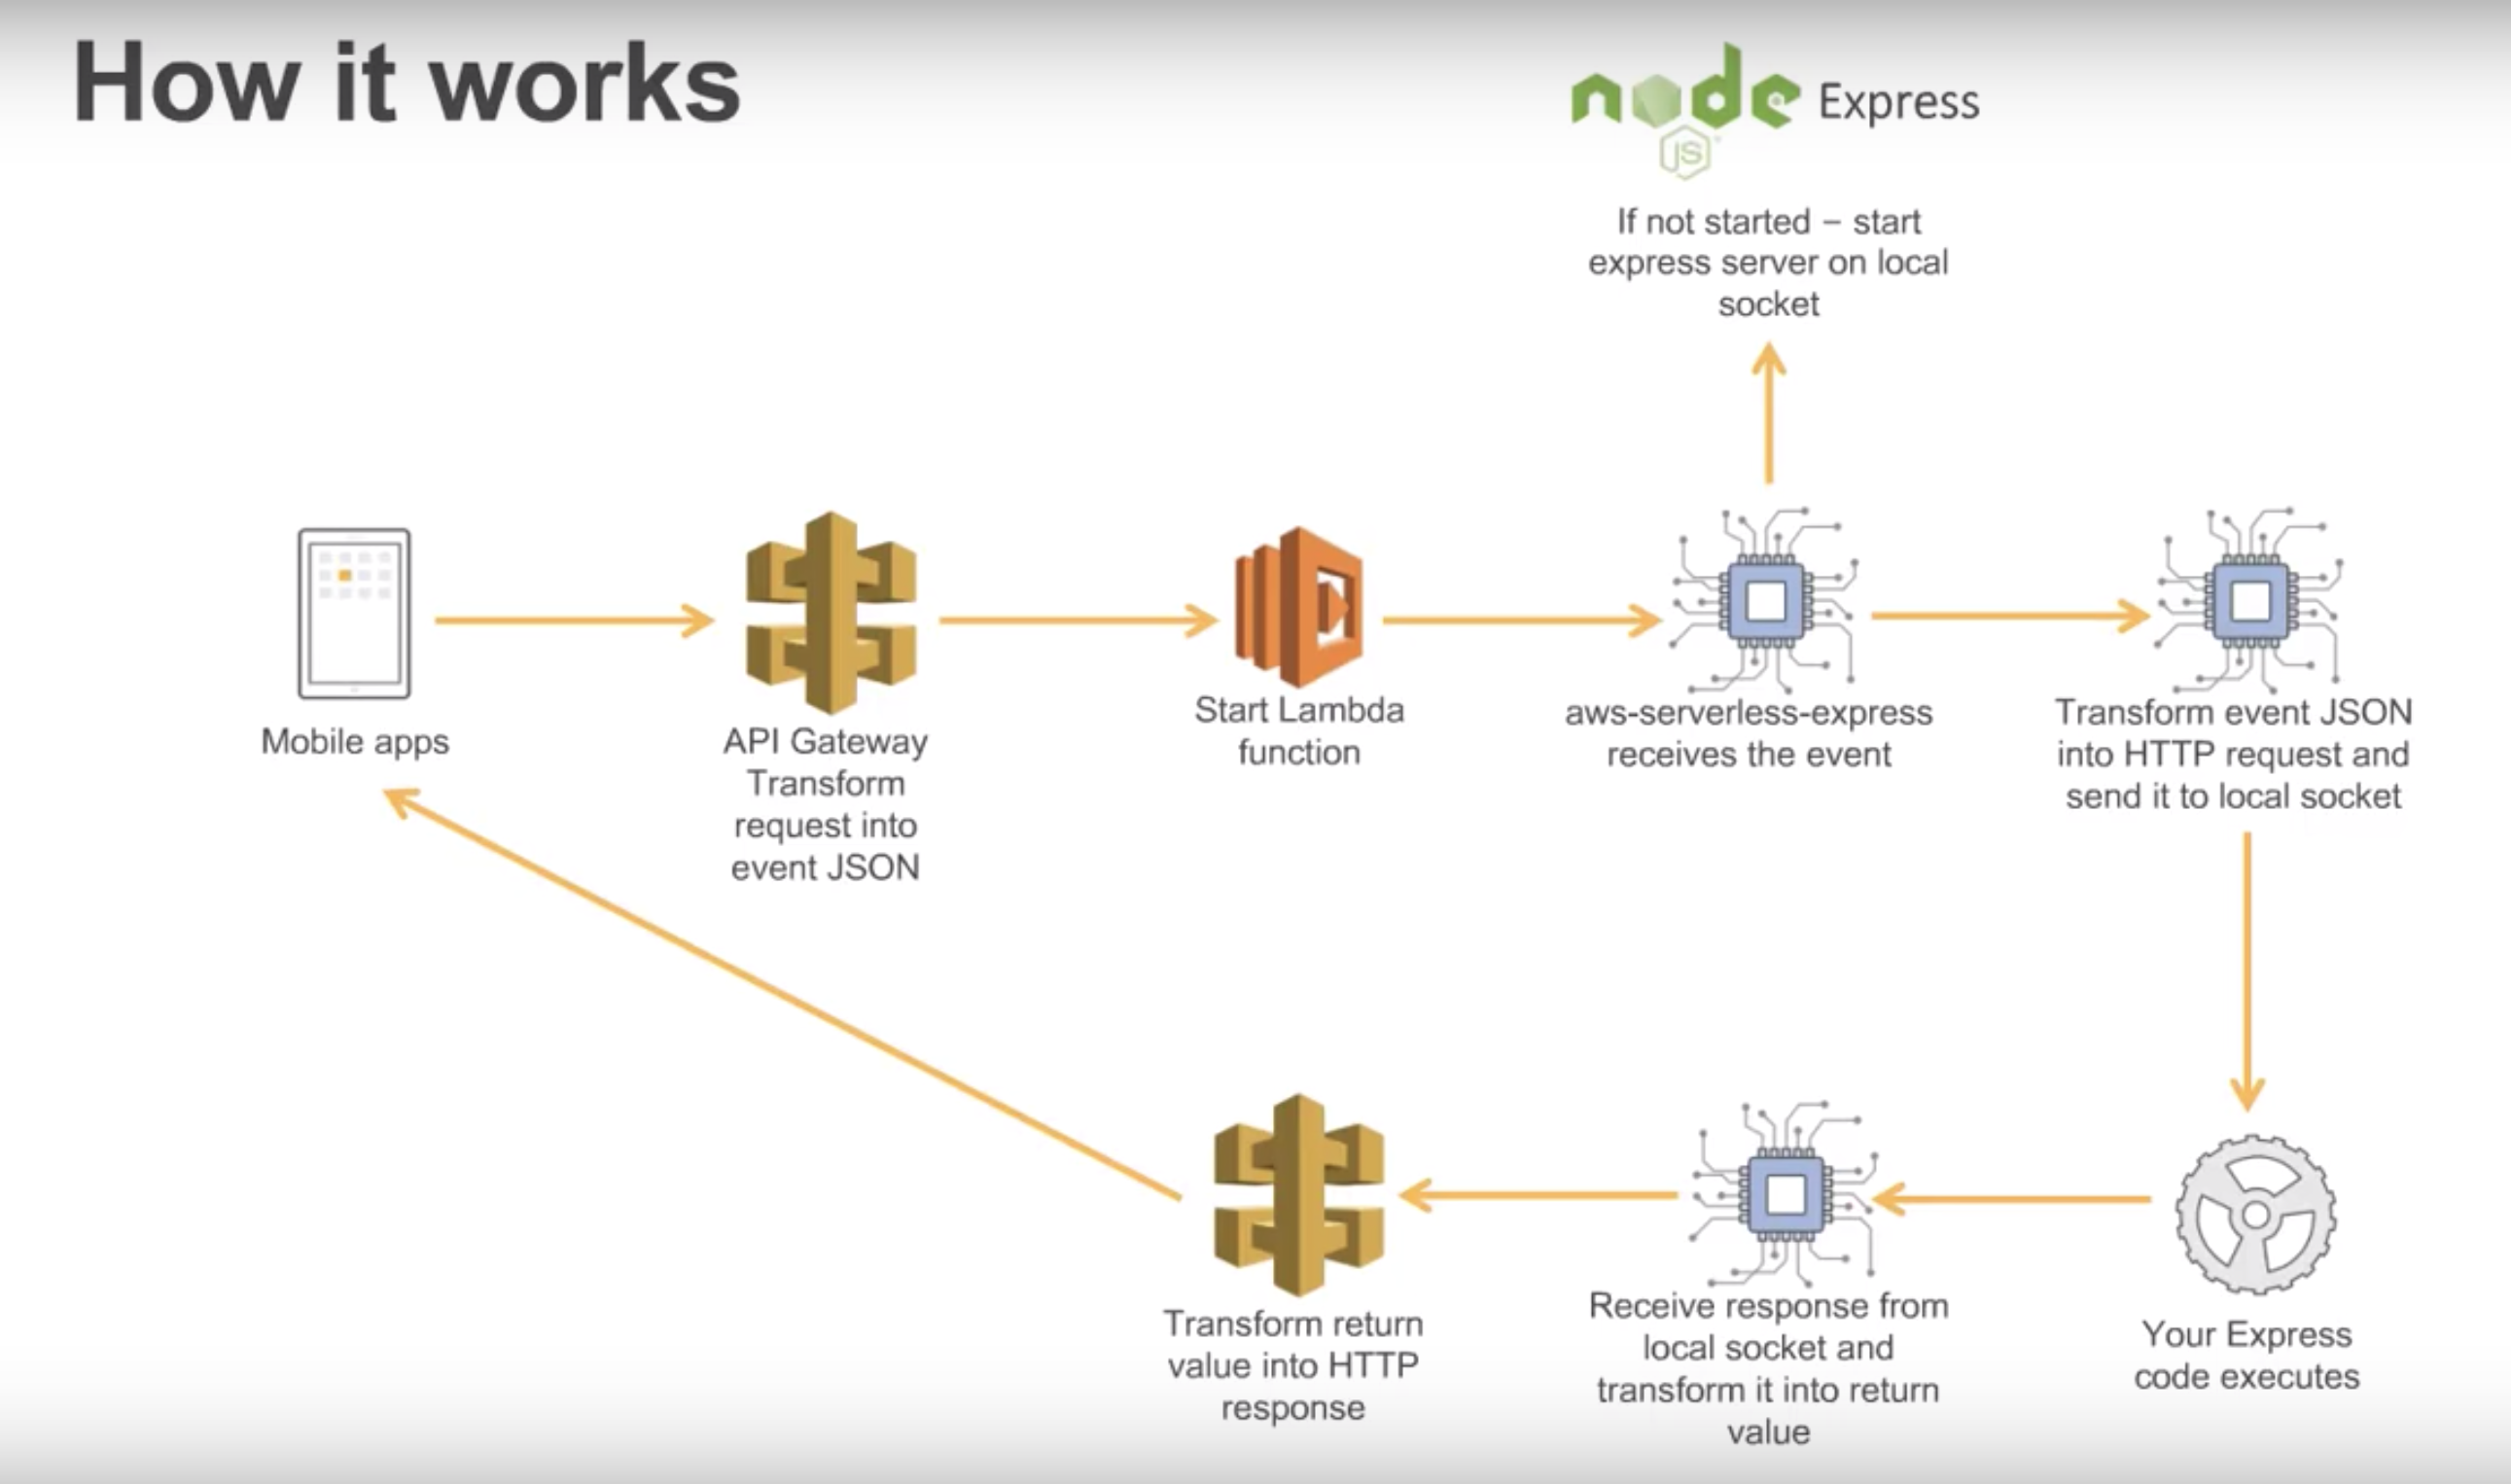 How it works
node
JS
Express
If not started – start
express server on local
socket
Mobile apps
API Gateway
Transform
request into
event JSON
Start Lambda
function
aws-serverless-express
receives the event
Transform event JSON
into HTTP request and
send it to local socket
Transform return
value into HTTP
response
Receive response from
local socket and
transform it into return
value
Your Express
code executes